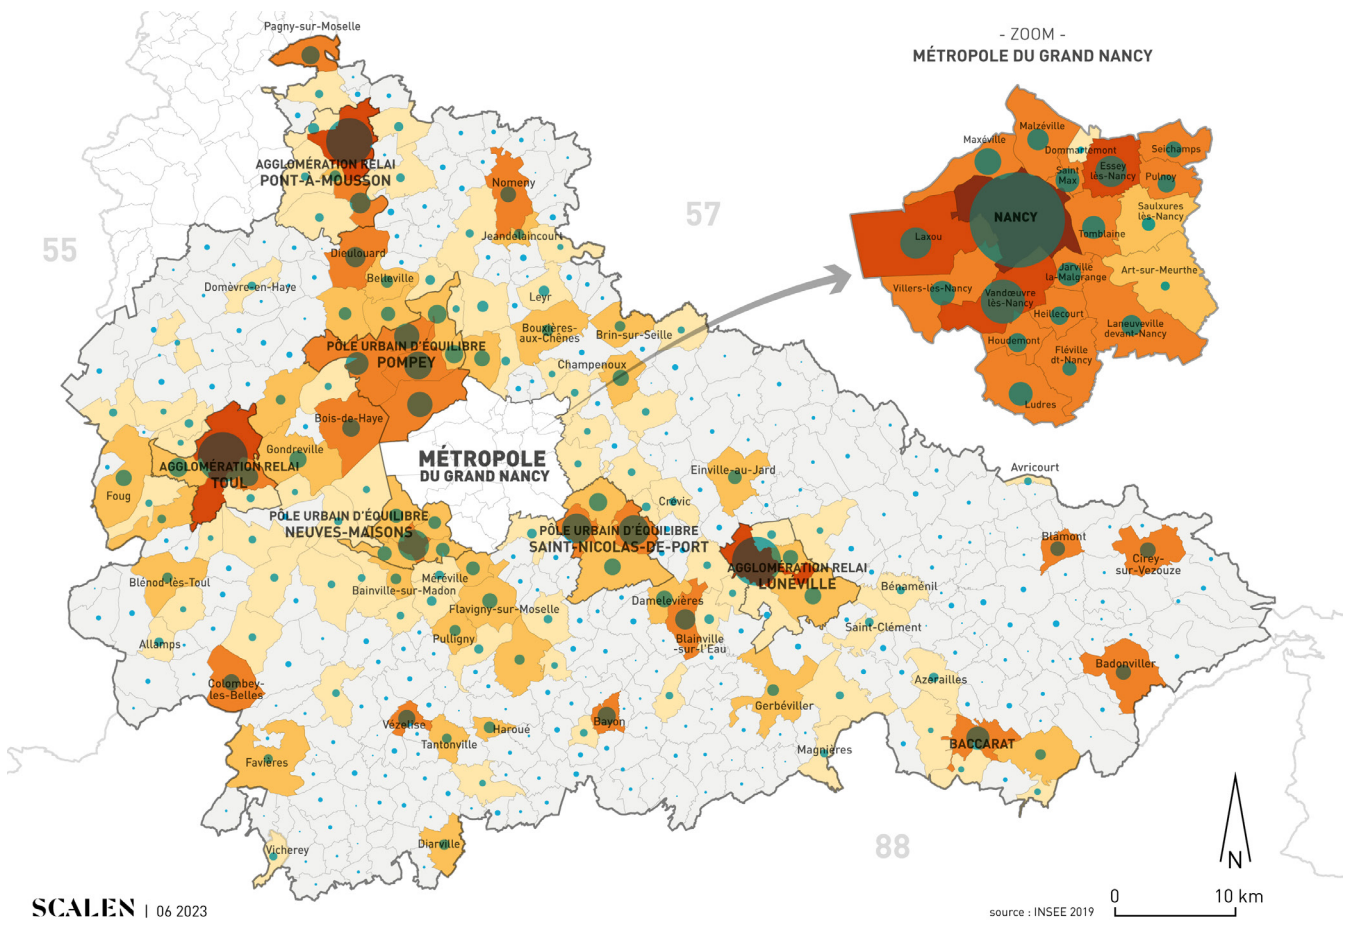 Pagny-sur-Moselle
- ZOOM -
MÉTROPOLE DU GRAND NANCY
Malzéville
Maxéville
Dommartemont
Seichamps
Essey
lès-Nancy
Saint
Max
Pulnoy
Saulxures
lès-Nancy
NANCY
Tomblaine
Laxou
Jarville
la-Malgrange
Art-sur-Meurthe
Villers-lès-Nancy
Vandœuvre
lès-Nancy
Heillecourt
Laneuveville
devant-Nancy
Houdemont
Fléville
dt-Nancy
Ludres
AGGLOMÉRATION RELAI
PONT-À-MOUSSON
Nomeny
57
55
Jeandelaincourt
Dieulouard
Belleville
Domèvre-en-Haye
Leyr
Bouxières-
aux-Chênes
Brin-sur-Seille
PÔLE URBAIN D'ÉQUILIBRE
POMPEY
Champenoux
Bois-de-Haye
Gondreville
MÉTROPOLE
DU GRAND NANCY
AGGLOMÉRATION RELAI
TOUL
Foug
Einville-au-Jard
Avricourt
Crévic
PÔLE URBAIN D'ÉQUILIBRE
NEUVES-MAISONS
PÔLE URBAIN D'ÉQUILIBRE
SAINT-NICOLAS-DE-PORT
Blâmont
Cirey-
sur-Vezouze
AGGLOMÉRATION RELAI
LUNÉVILLE
Blénod-lès-Toul
Méréville
Bainville-sur-Madon
Bénaménil
Flavigny-sur-Moselle
Damelevières
Saint-Clément
Pulligny
Blainville
-sur-l'Eau
Allamps
Badonviller
Colombey-
les-Belles
Azerailles
Gerbéviller
Vézelise
Haroué
Bayon
Tantonville
BACCARAT
Magnières
Favières
Vicherey
Diarville
88
N
SCALEN | 06 2023
source : INSEE 2019
0
10 km